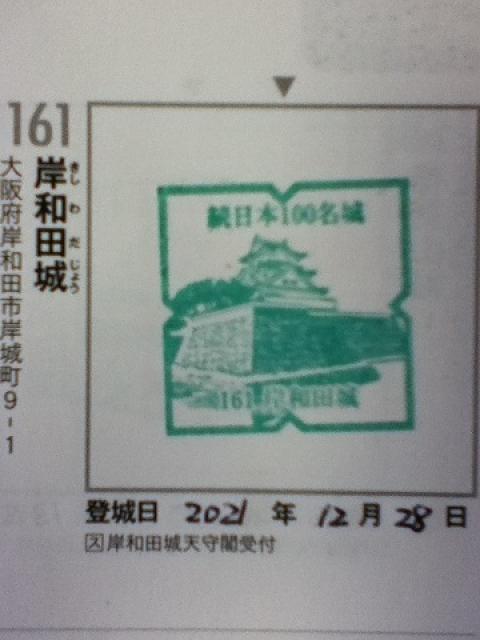 161
岸和田城
きしわだじょう
大阪府岸和田市岸城町9-1
続日本100名城
161 岸和田城
登城日 2021 年 12 月 28 日
ス岸和田城天守閣受付